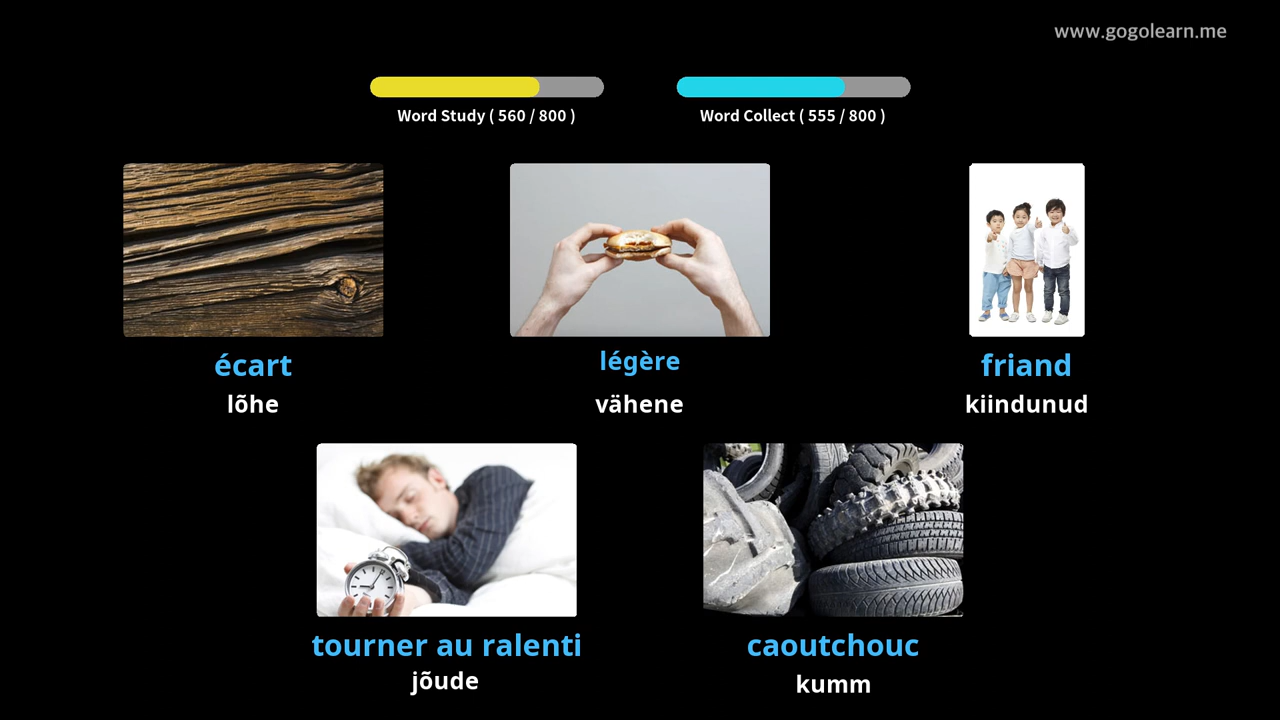 www.gogolearn.me
Word Study ( 560 / 800 )
Word Collect ( 555 / 800 )
écart
lõhe
légère
vähene
friand
kiindunud
tourner au ralenti
jõude
caoutchouc
kumm